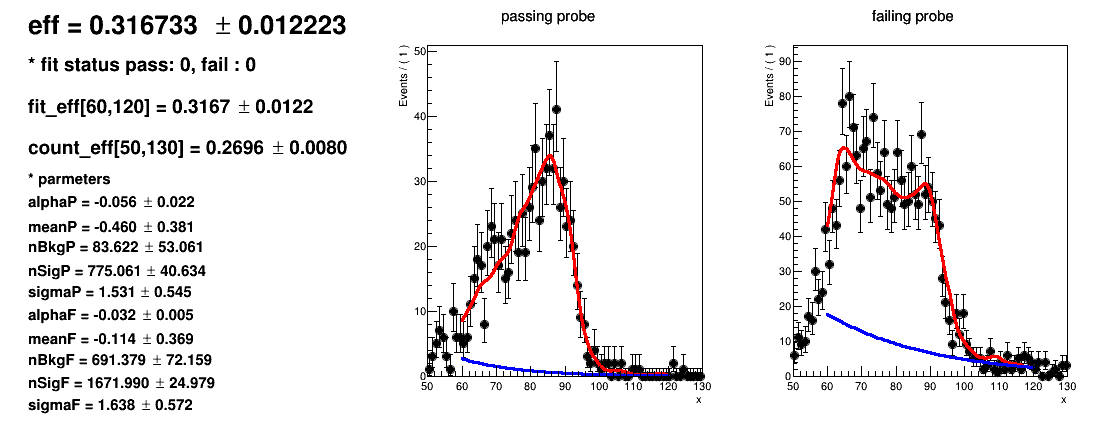 eff = 0.316733 ± 0.012223
* fit status pass: 0, fail : 0
fit_eff[60,120] = 0.3167 ± 0.0122
count_eff[50,130] = 0.2696 ± 0.0080
* parmeters
alphaP = -0.056 ± 0.022
meanP = -0.460 ± 0.381
nBkgP = 83.622 ± 53.061
nSigP = 775.061 ± 40.634
sigmaP = 1.531 ± 0.545
alphaF = -0.032 ± 0.005
meanF = -0.114 ± 0.369
nBkgF = 691.379 ± 72.159
nSigF = 1671.990 ± 24.979
sigmaF = 1.638 ± 0.572
passing probe
Events / ( 1 )
50
40
30
20
10
0
50 60 70 80 90 100 110 120 130
x
failing probe
Events / ( 1 )
90
80
70
60
50
40
30
20
10
0
50 60 70 80 90 100 110 120 130
x